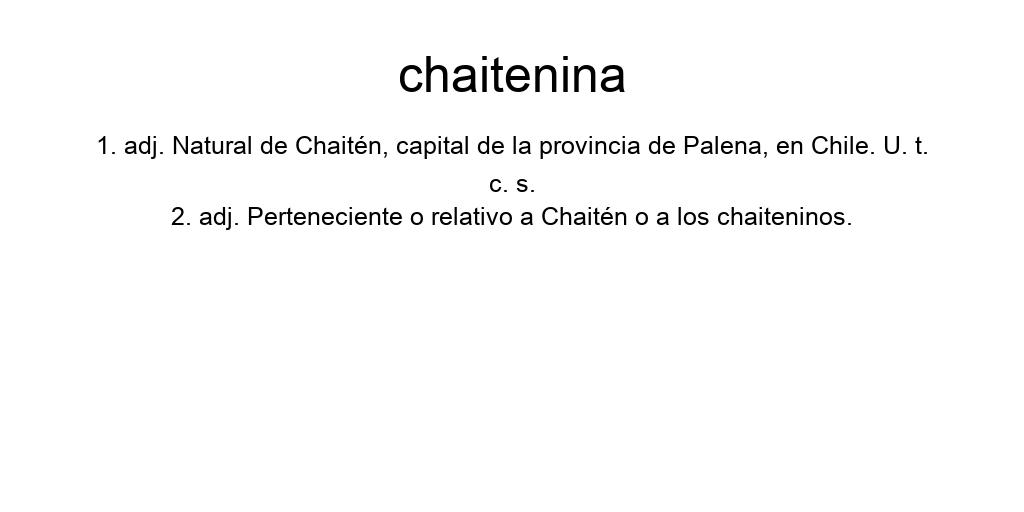 chaitenina
1. adj. Natural de Chaitén, capital de la provincia de Palena, en Chile. U. t.
c. s.
2. adj. Perteneciente o relativo a Chaitén o a los chaiteninos.